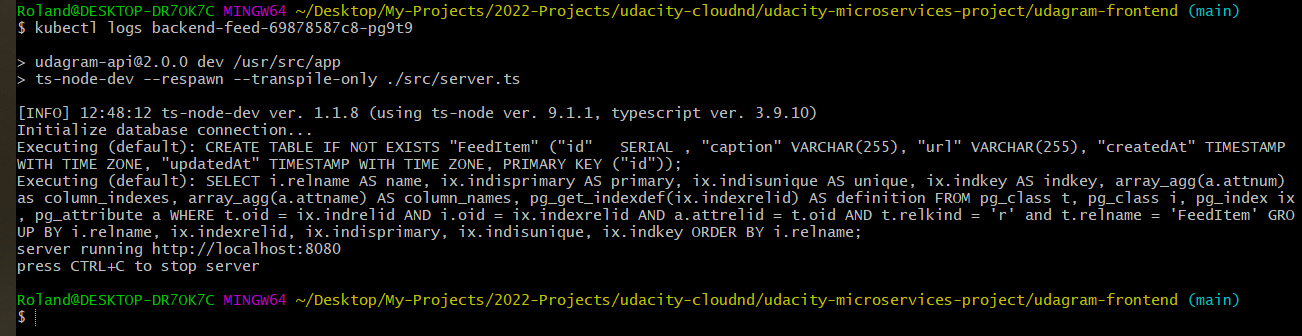 Roland@DESKTOP-DR7OK7C MINGW64 ~/Desktop/My-Projects/2022-Projects/udacity-cloudnd/udacity-microservices-project/udagram-frontend (main)
$ kubectl logs backend-feed-69878587c8-pg9t9
> udagram-api@2.0.0 dev /usr/src/app
> ts-node-dev --respawn --transpile-only ./src/server.ts
[INFO] 12:48:12 ts-node-dev ver. 1.1.8 (using ts-node ver. 9.1.1, typescript ver. 3.9.10)
Initialize database connection...
Executing (default): CREATE TABLE IF NOT EXISTS "FeedItem" ("id"   SERIAL , "caption" VARCHAR(255), "url" VARCHAR(255), "createdAt" TIMESTAMP
WITH TIME ZONE, "updatedAt" TIMESTAMP WITH TIME ZONE, PRIMARY KEY ("id"));
Executing (default): SELECT i.relname AS name, ix.indisprimary AS primary, ix.indisunique AS unique, ix.indkey AS indkey, array_agg(a.attnum)
as column_indexes, array_agg(a.attname) AS column_names, pg_get_indexdef(ix.indexrelid) AS definition FROM pg_class t, pg_class i, pg_index ix
, pg_attribute a WHERE t.oid = ix.indrelid AND i.oid = ix.indexrelid AND a.attrelid = t.oid AND t.relkind = 'r' and t.relname = 'FeedItem' GRO
UP BY i.relname, ix.indexrelid, ix.indisprimary, ix.indisunique, ix.indkey ORDER BY i.relname;
server running http://localhost:8080
press CTRL+C to stop server
Roland@DESKTOP-DR7OK7C MINGW64 ~/Desktop/My-Projects/2022-Projects/udacity-cloudnd/udacity-microservices-project/udagram-frontend (main)
$